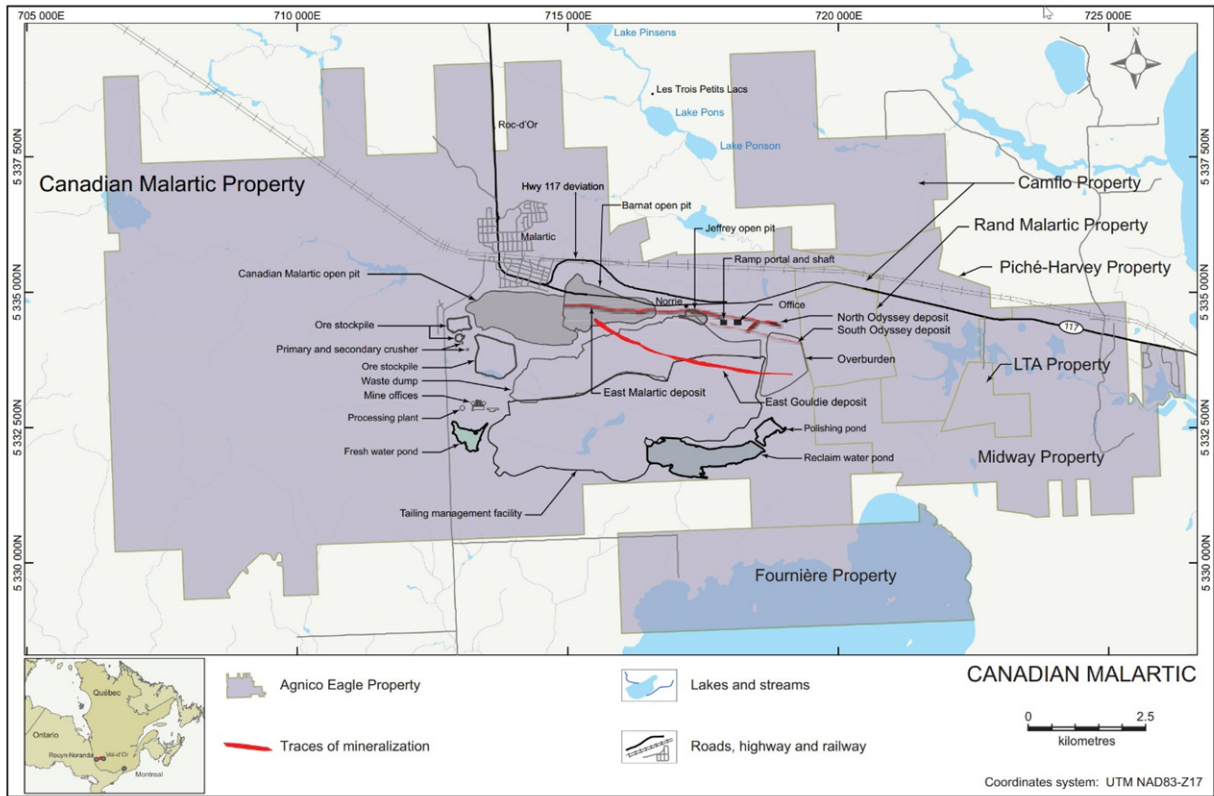 705 000E
710 000E
715 000E
720 000E
725 000E
Lake Pinsens
N
Les Trois Petits Lacs
Roc-d'Or
Lake Pons
Lake Ponson
5 337 500N
5 337 500N
Canadian Malartic Property
Hwy 117 deviation
Camflo Property
Barnat open pit
Rand Malartic Property
Malartic
Jeffrey open pit
Ramp portal and shaft
Piché-Harvey Property
Canadian Malartic open pit
5 335 000N
5 335 000N
Norrie
Office
Ore stockpile
North Odyssey deposit
117
South Odyssey deposit
Primary and secondary crusher
Overburden
Ore stockpile
LTA Property
Waste dump
East Malartic deposit
East Gouldie deposit
Mine offices
Processing plant
5 332 500N
5 332 500N
Polishing pond
Fresh water pond
Reclaim water pond
Midway Property
Tailing management facility
5 330 000N
5 330 000N
Fournière Property
Québec
Ontario
Rouyn-Noranda
Val-d'Or
Montreal
Agnico Eagle Property
Traces of mineralization
Lakes and streams
Roads, highway and railway
CANADIAN MALARTIC
0
2.5
kilometres
Coordinates system: UTM NAD83-Z17